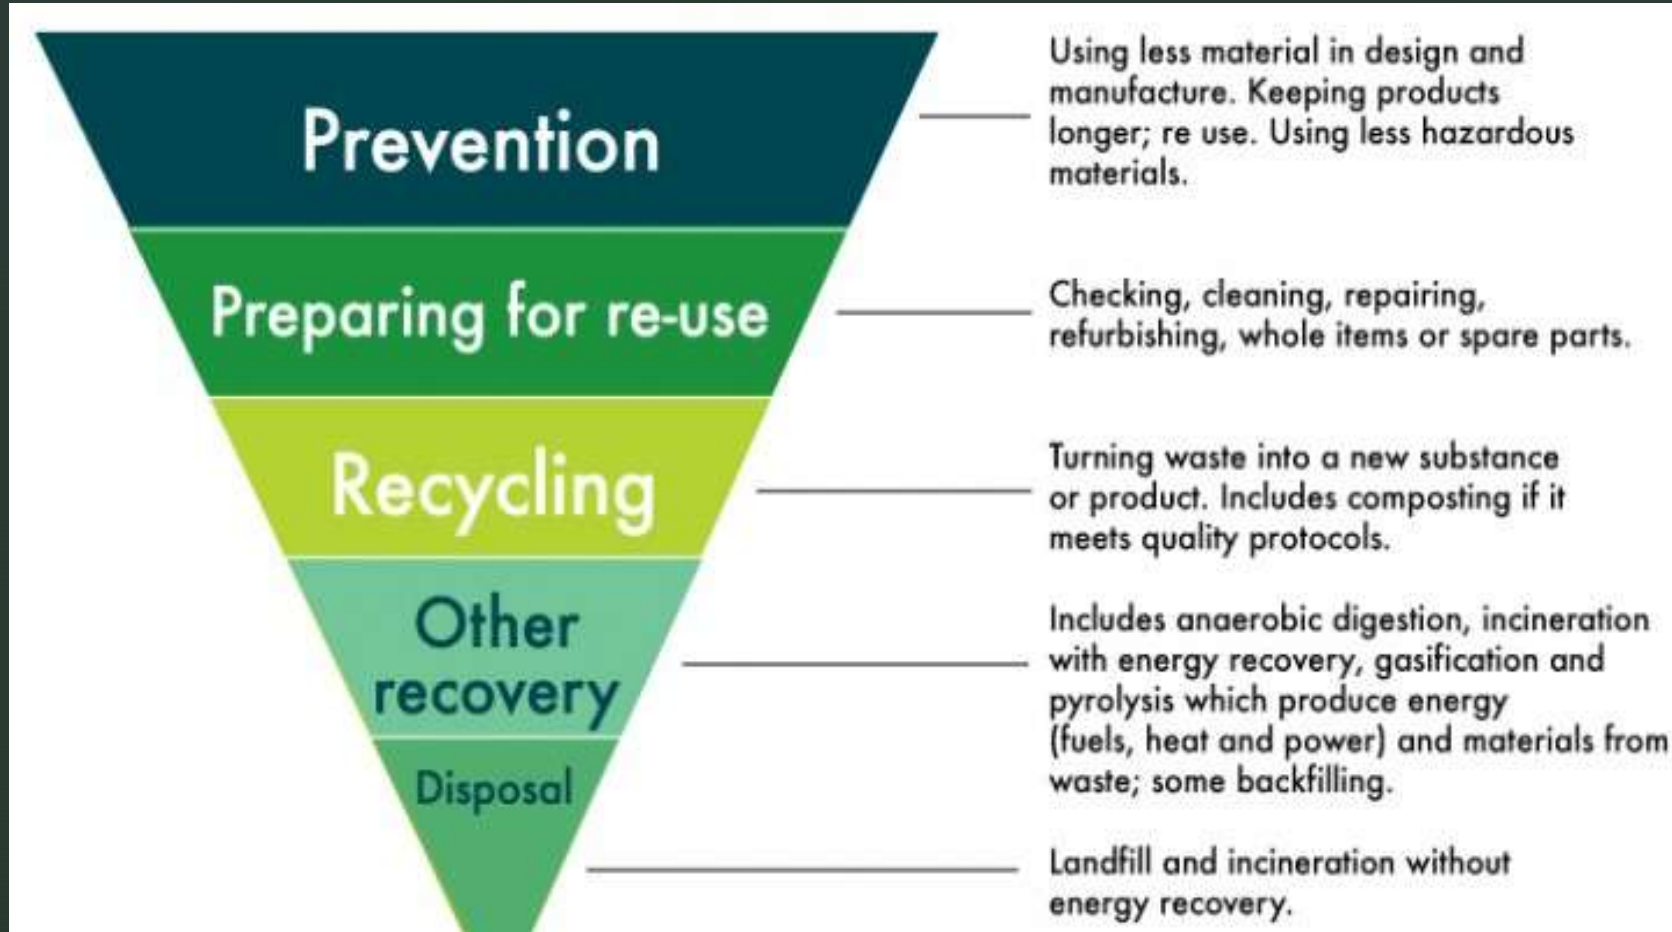 Prevention
Using less material in design and
manufacture. Keeping products
longer; re use. Using less hazardous
materials.
Preparing for re-use
Checking, cleaning, repairing,
refurbishing, whole items or spare parts.
Recycling
Turning waste into a new substance
or product. Includes composting if it
meets quality protocols.
Other
recovery
Includes anaerobic digestion, incineration
with energy recovery, gasification and
pyrolysis which produce energy
(fuels, heat and power) and materials from
waste; some backfilling.
Disposal
Landfill and incineration without
energy recovery.